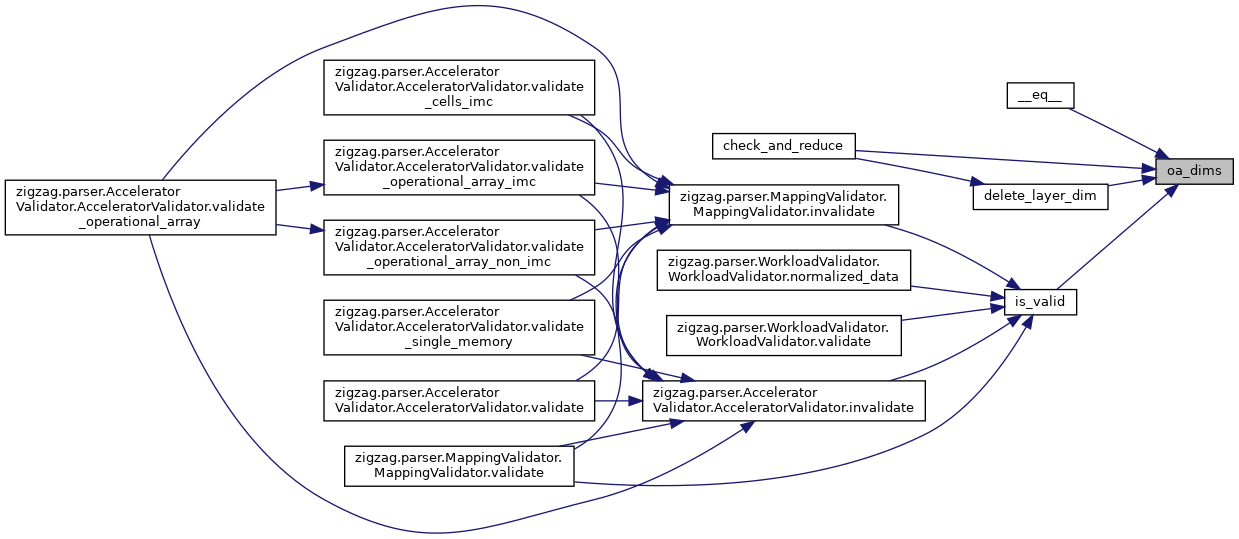 zigzag.parser.Accelerator
Validator.AcceleratorValidator.validate
_operational_array
zigzag.parser.Accelerator
Validator.AcceleratorValidator.validate
_cells_imc
zigzag.parser.Accelerator
Validator.AcceleratorValidator.validate
_operational_array_imc
zigzag.parser.Accelerator
Validator.AcceleratorValidator.validate
_operational_array_non_imc
zigzag.parser.Accelerator
Validator.AcceleratorValidator.validate
_single_memory
zigzag.parser.Accelerator
Validator.AcceleratorValidator.validate
zigzag.parser.MappingValidator.
MappingValidator.validate
check_and_reduce
zigzag.parser.MappingValidator.
MappingValidator.invalidate
zigzag.parser.WorkloadValidator.
WorkloadValidator.normalized_data
zigzag.parser.WorkloadValidator.
WorkloadValidator.validate
zigzag.parser.Accelerator
Validator.AcceleratorValidator.invalidate
__eq__
delete_layer_dim
is_valid
oa_dims